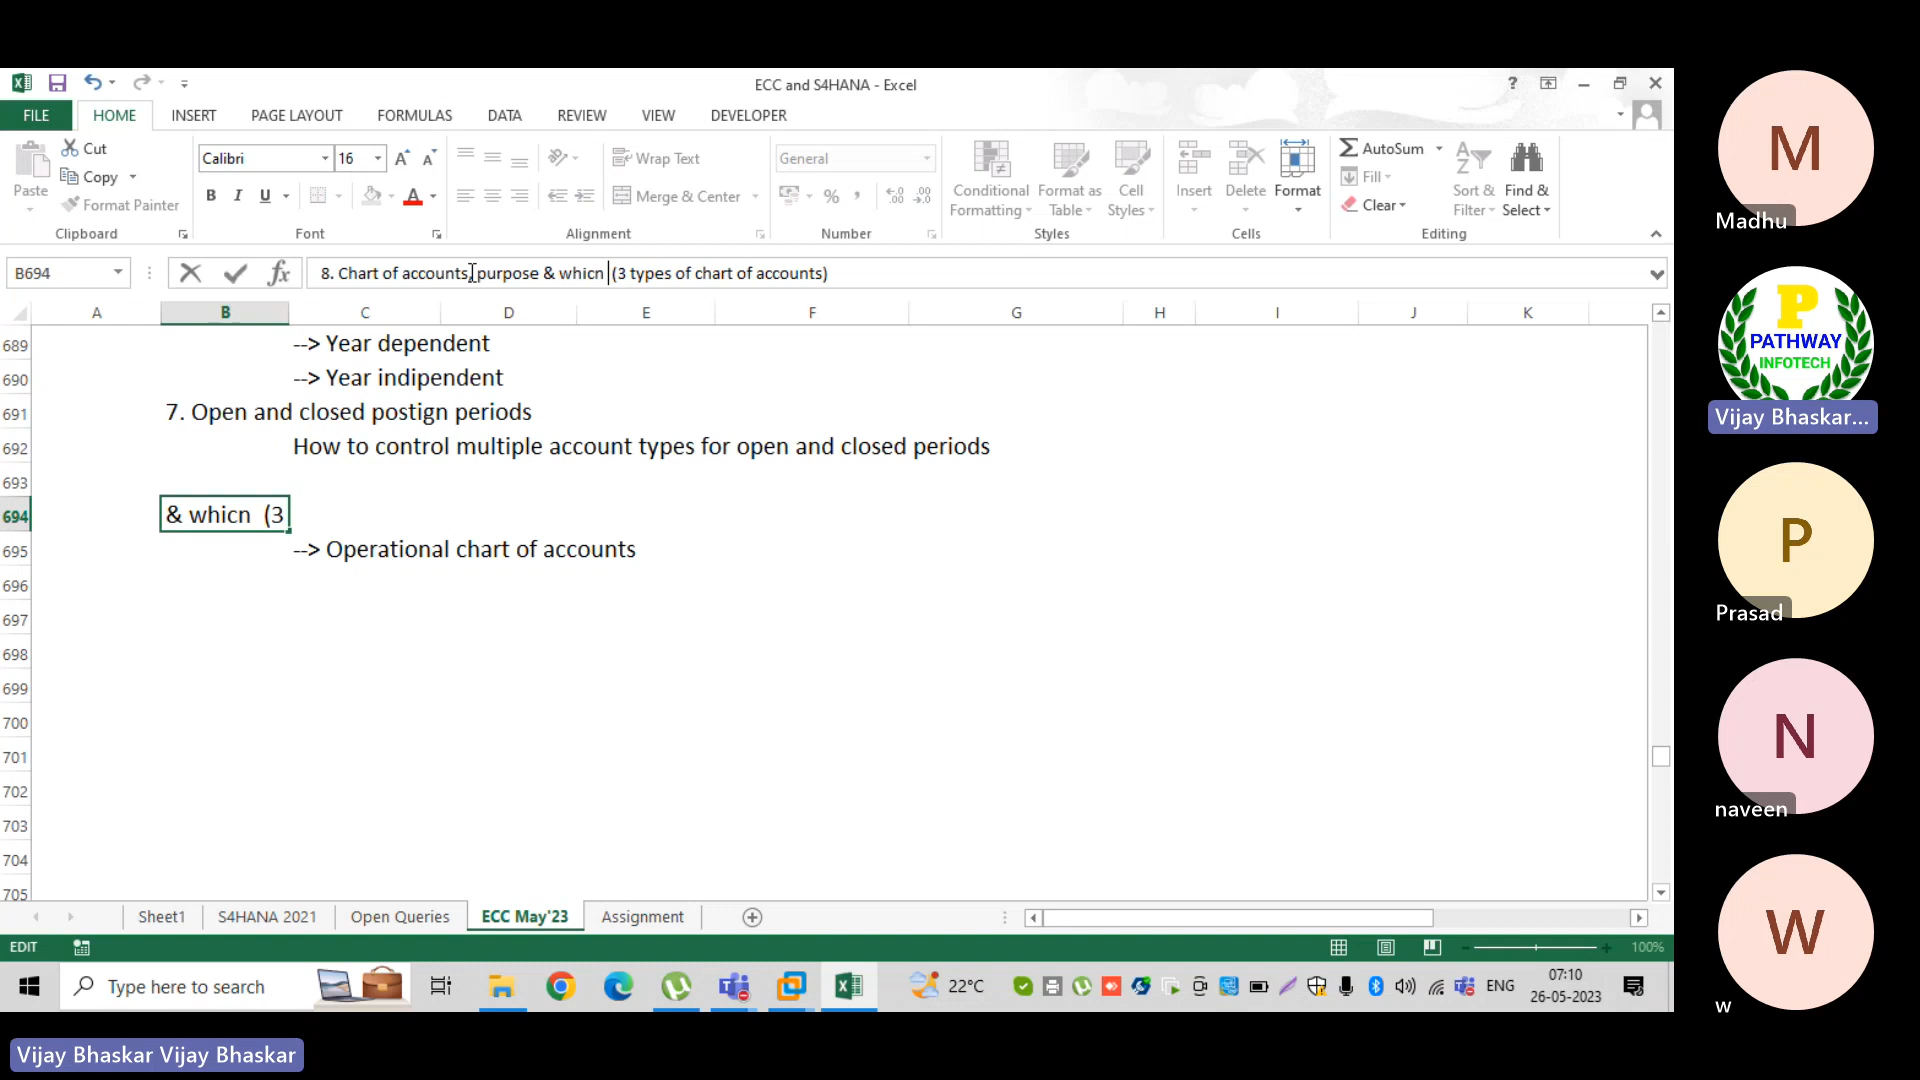 ECC and S4HANA - Excel
?
FILE HOME INSERT PAGE LAYOUT FORMULAS DATA REVIEW VIEW DEVELOPER
Paste
Cut
Copy
Format Painter
Clipboard
Calibri 16
B I U
Font
Wrap Text
Merge & Center
Alignment
General
%
Number
Conditional Formatting
Format as Table
Cell Styles
Styles
Insert Delete Format
Cells
AutoSum
Fill
Clear
Sort & Filter
Find & Select
Editing
B694
fx
8. Chart of accounts, purpose & whicn (3 types of chart of accounts)
A B C D E F G H I J K
689 --> Year dependent
690 --> Year indipendent
691 7. Open and closed postign periods
692 How to control multiple account types for open and closed periods
693
694 & whicn  (3
695 --> Operational chart of accounts
696
697
698
699
700
701
702
703
704
705
Sheet1 S4HANA 2021 Open Queries ECC May'23 Assignment
EDIT
100%
Type here to search
22°C
ENG
07:10
26-05-2023
M
Madhu
P
PATHWAY
INFOTECH
Vijay Bhaskar...
P
Prasad
N
naveen
W
w
Vijay Bhaskar Vijay Bhaskar